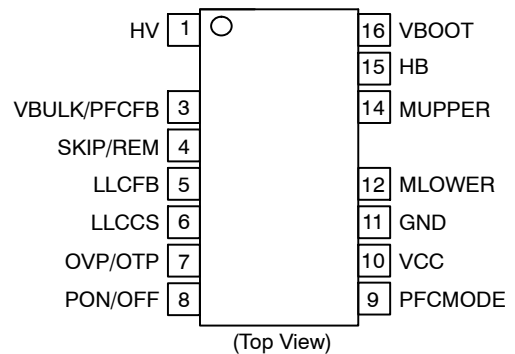 HV 1 16 VBOOT
15 HB
VBULK/PFCFB 3 14 MUPPER
SKIP/REM 4
LLCFB 5 12 MLOWER
LLCCS 6 11 GND
OVP/OTP 7 10 VCC
PON/OFF 8 9 PFCMODE
(Top View)